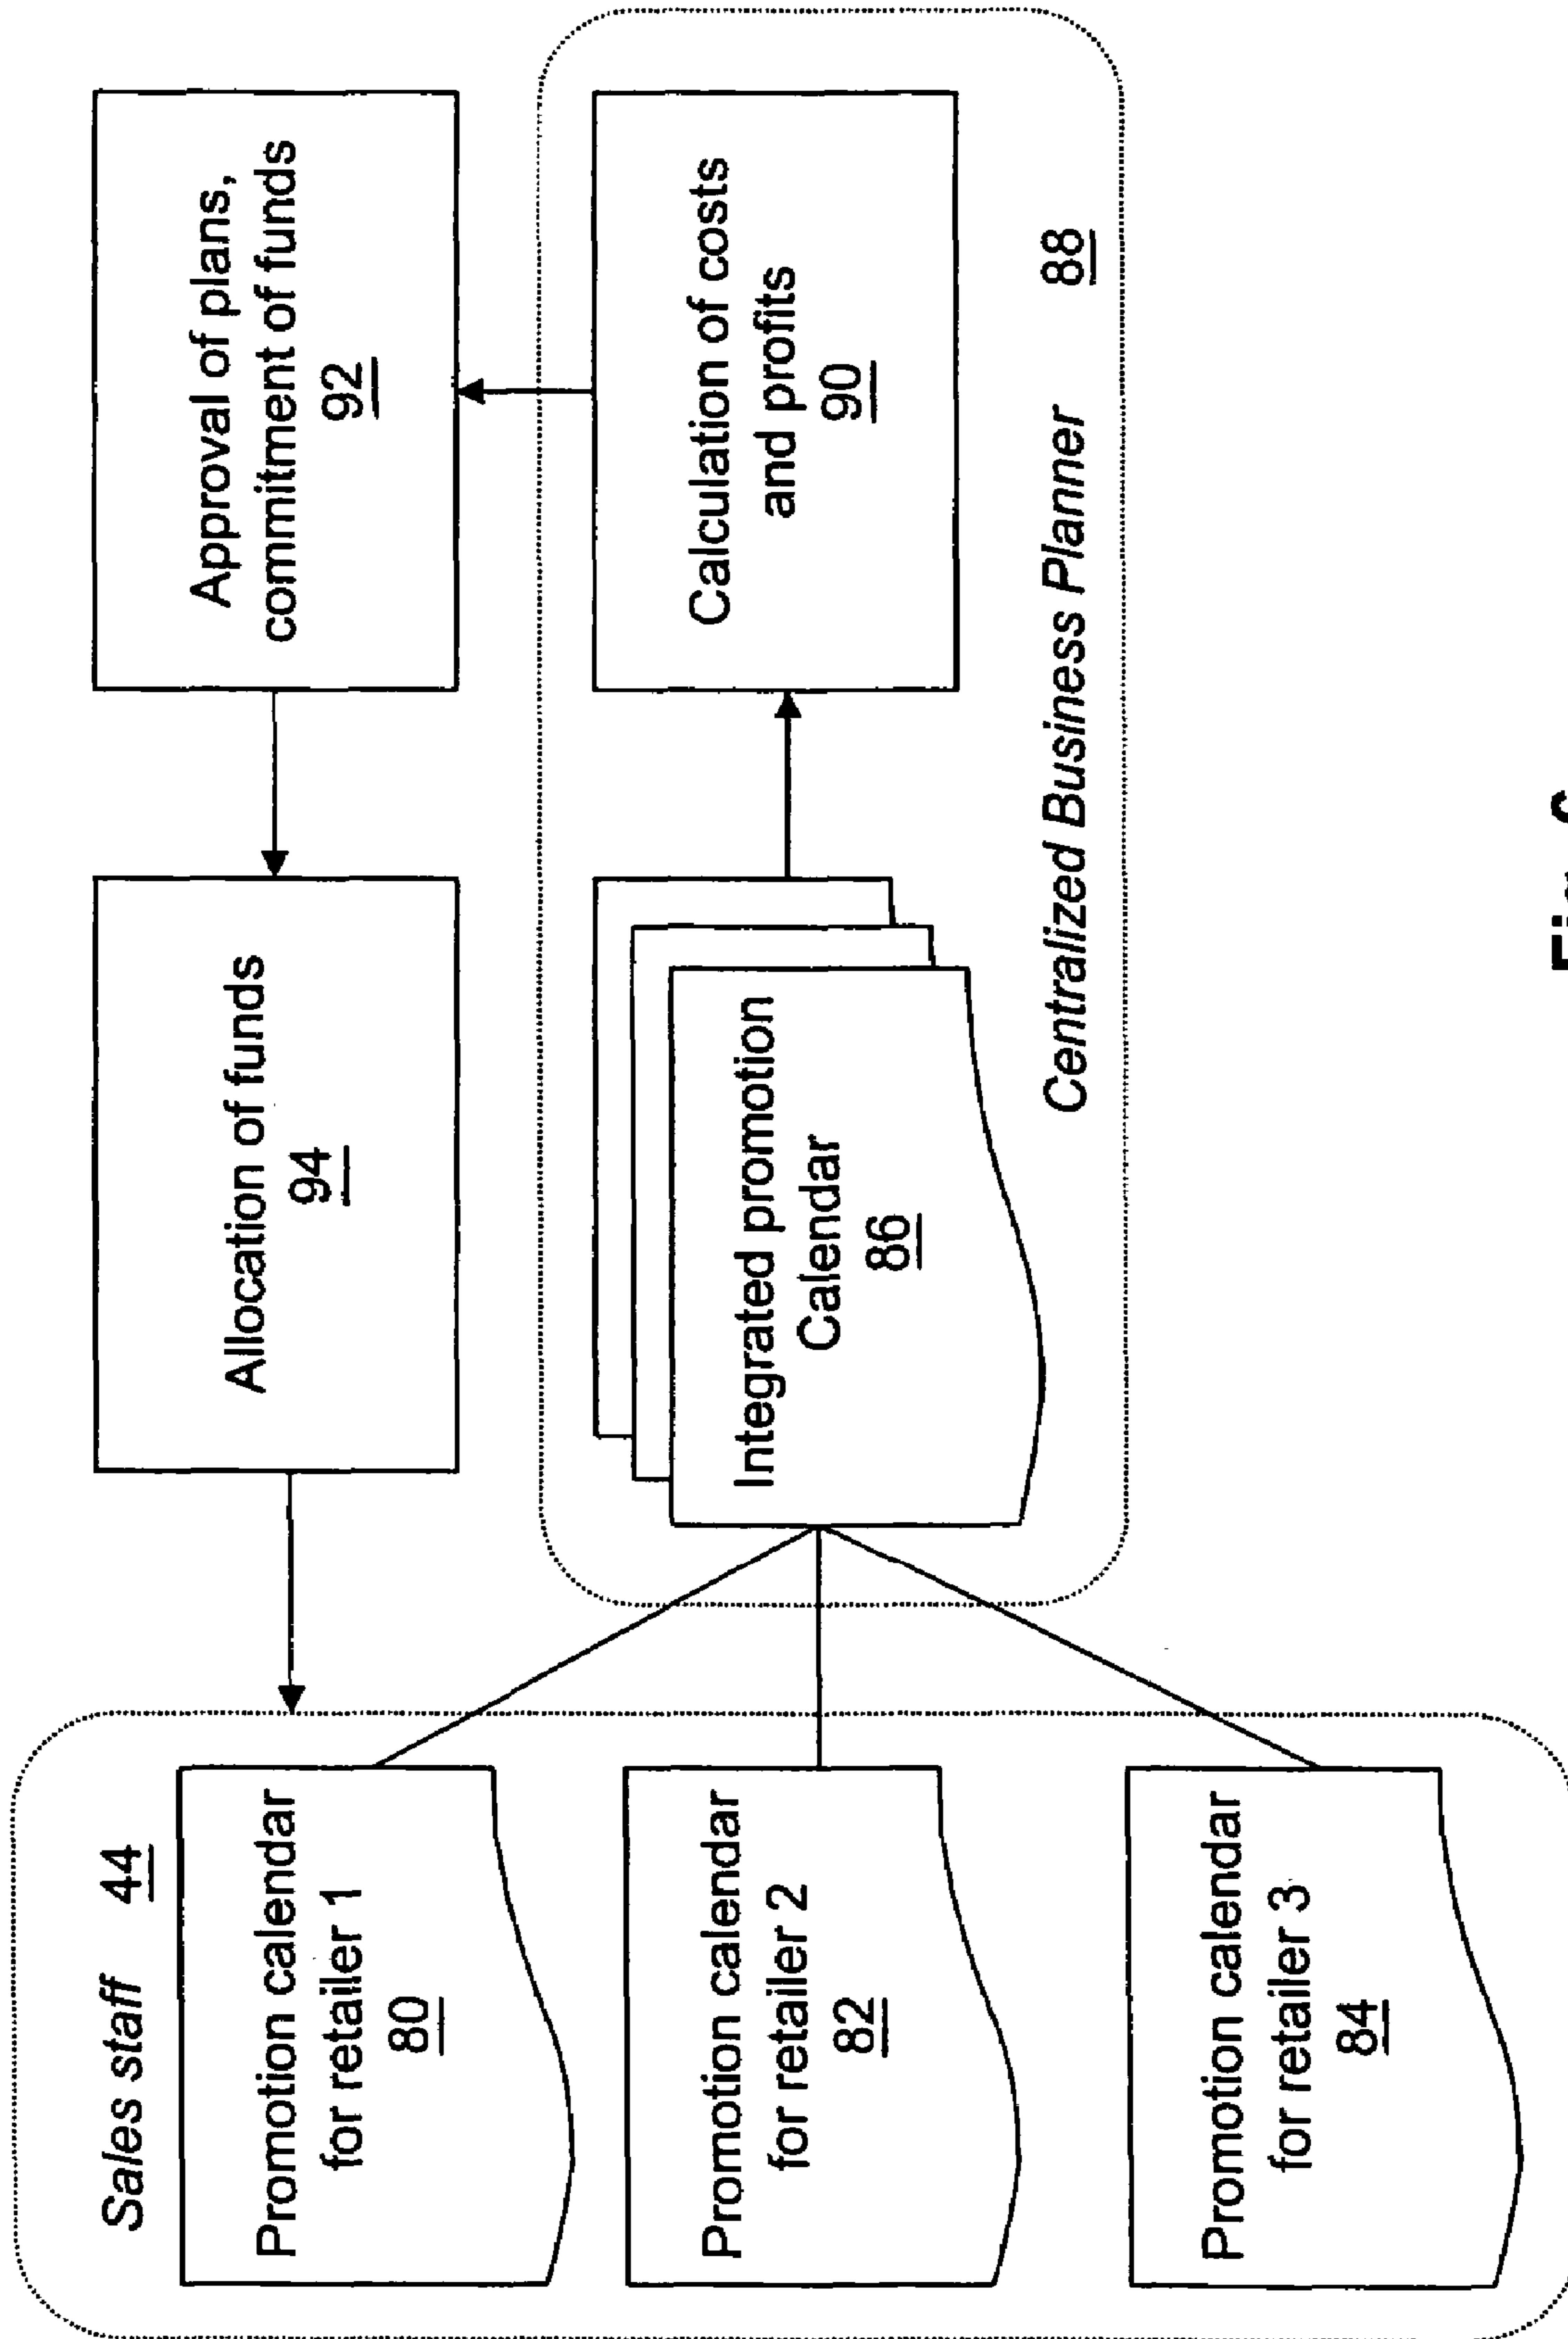 Sales staff 44
Promotion calendar
for retailer 1
80
Promotion calendar
for retailer 2
82
Promotion calendar
for retailer 3
84
Allocation of funds
94
Approval of plans,
commitment of funds
92
Integrated promotion
Calendar
86
Calculation of costs
and profits
90
Centralized Business Planner 88